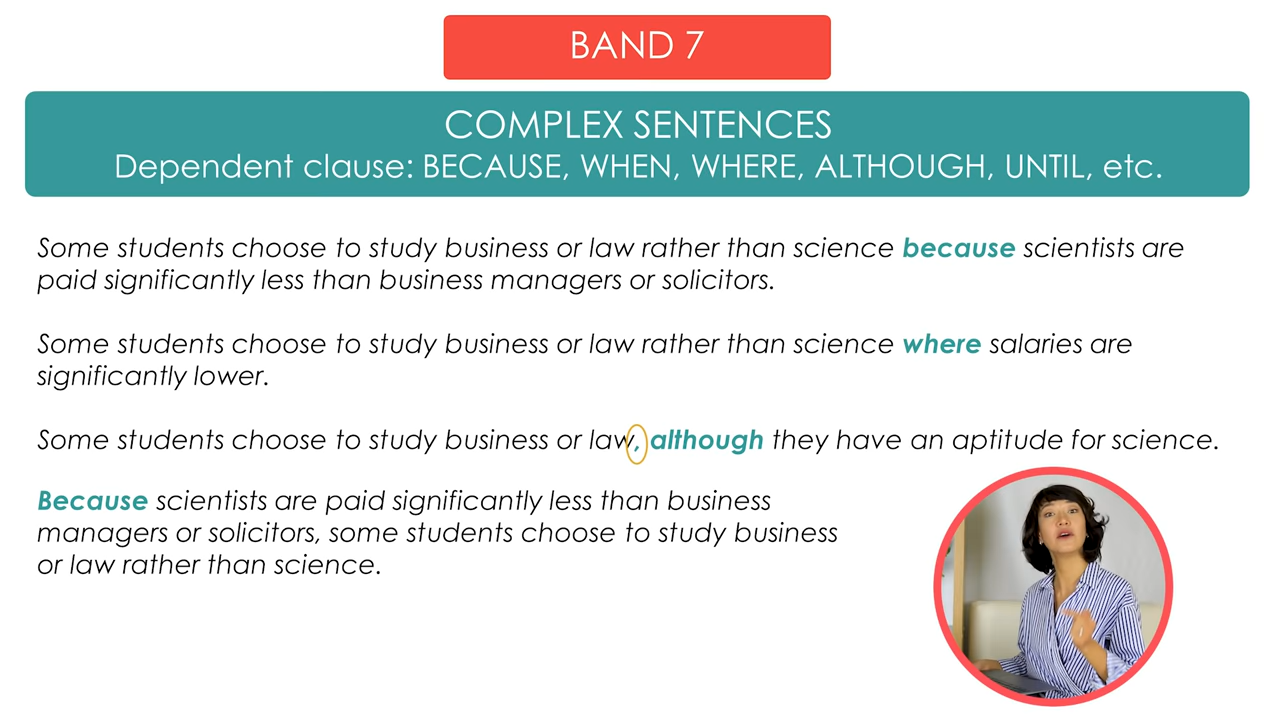 BAND 7
COMPLEX SENTENCES
Dependent clause: BECAUSE, WHEN, WHERE, ALTHOUGH, UNTIL, etc.
Some students choose to study business or law rather than science because scientists are
paid significantly less than business managers or solicitors.
Some students choose to study business or law rather than science where salaries are
significantly lower.
Some students choose to study business or law, although they have an aptitude for science.
Because scientists are paid significantly less than business
managers or solicitors, some students choose to study business
or law rather than science.